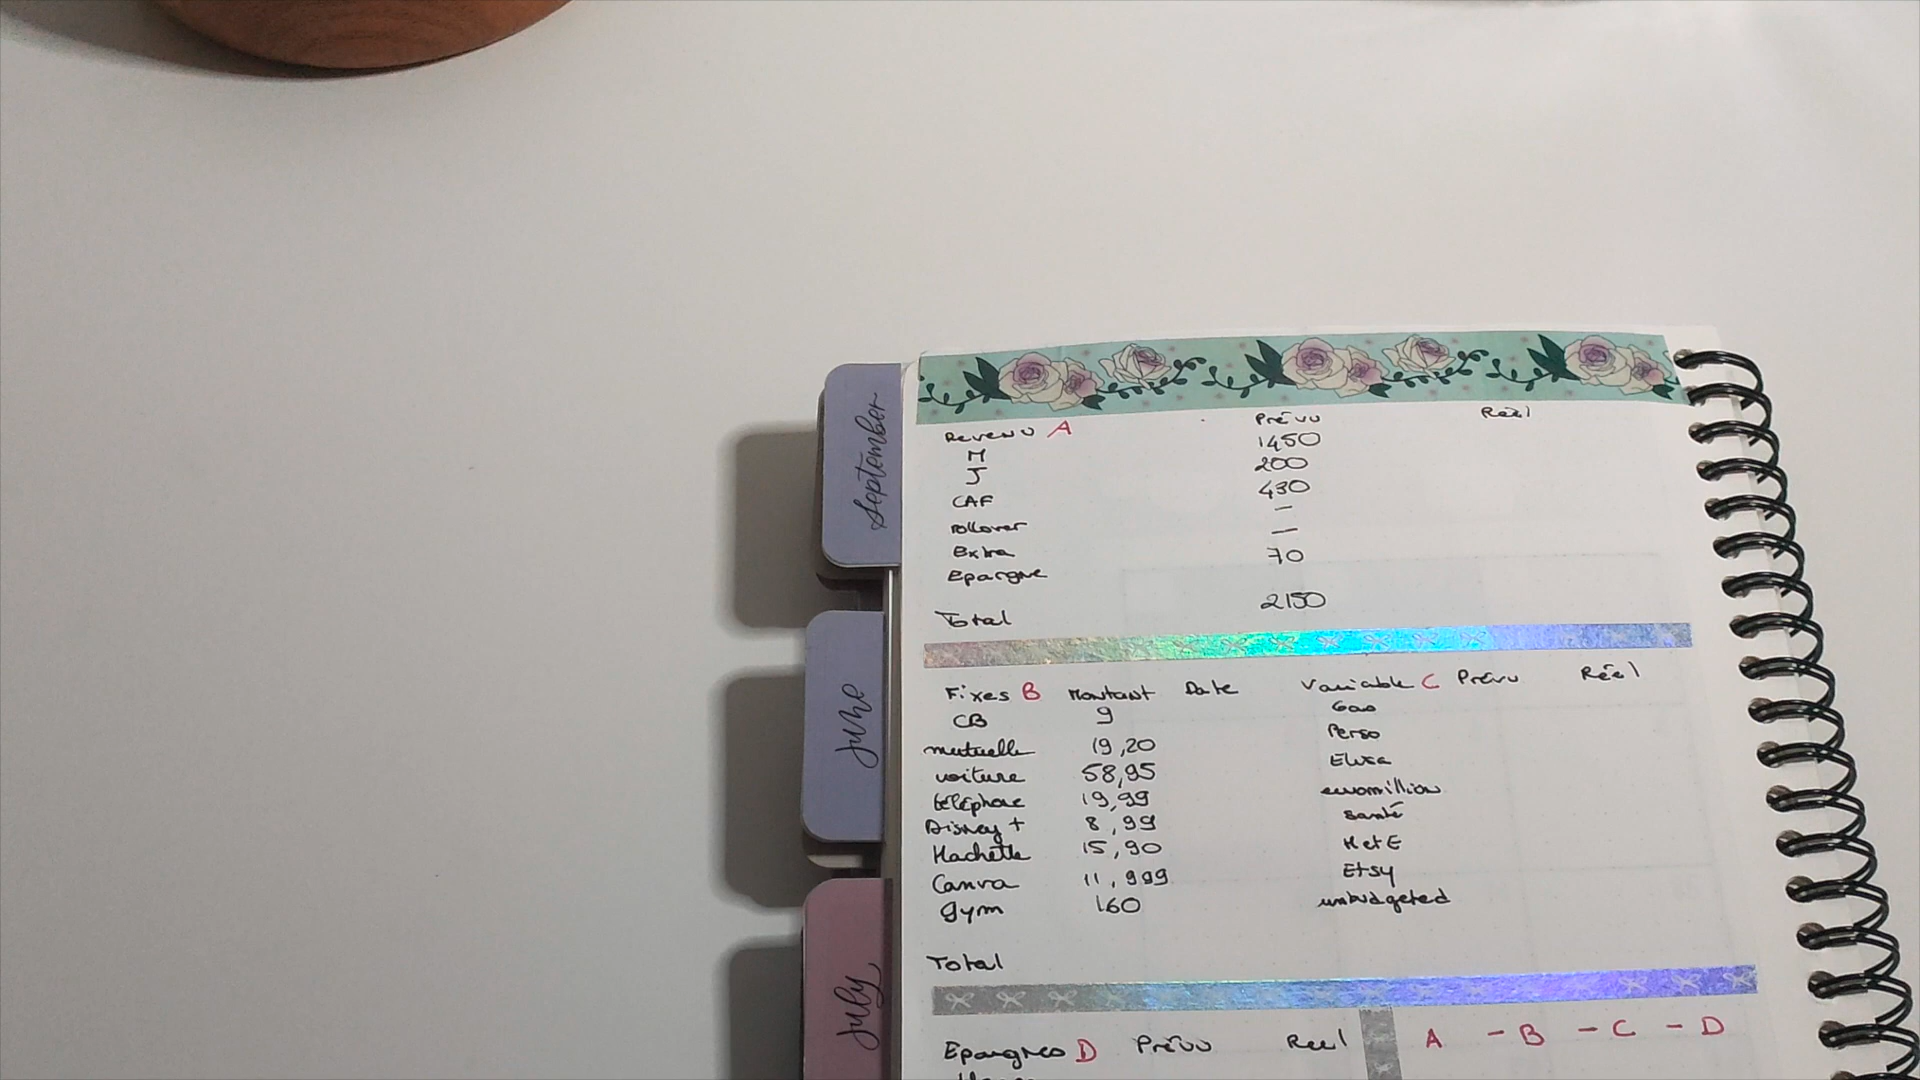 September
June
July
Revenu A Prévu Réel
M 1450
J 200
CAF 430
rollover -
Extra -
Epargne 70
Total 2150
Fixes B Montant Date Variable C Prévu Réel
CB 9 Gas
mutuelle 19,20 Perso
voiture 58,95 Elisa
téléphone 19,99 euromillion
Disney + 8,99 santé
Hachette 15,90 M et E
Canva 11,999 Etsy
gym 160 unbudgeted
Total
Epargnes D Prévu Réel A - B - C - D